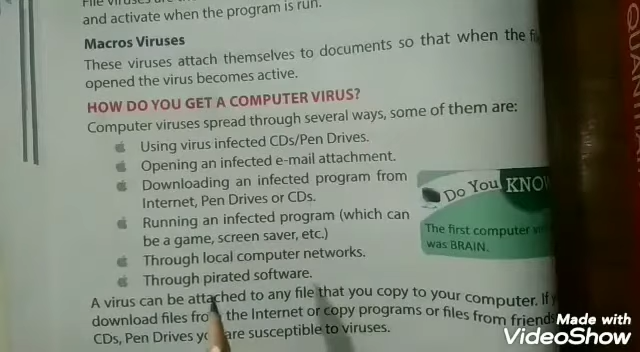 and activate when the program is run.
Macros Viruses
These viruses attach themselves to documents so that when the
opened the virus becomes active.
HOW DO YOU GET A COMPUTER VIRUS?
Computer viruses spread through several ways, some of them are:
Using virus infected CDs/Pen Drives.
Opening an infected e-mail attachment.
Downloading an infected program from
Internet, Pen Drives or CDs.
Running an infected program (which can
be a game, screen saver, etc.)
Through local computer networks.
Through pirated software.
Do You KNOW
The first computer
was BRAIN.
A virus can be attached to any file that you copy to your computer. If
download files from the Internet or copy programs or files from
CDs, Pen Drives you are susceptible to viruses.
QUAN
Made with
VideoShow